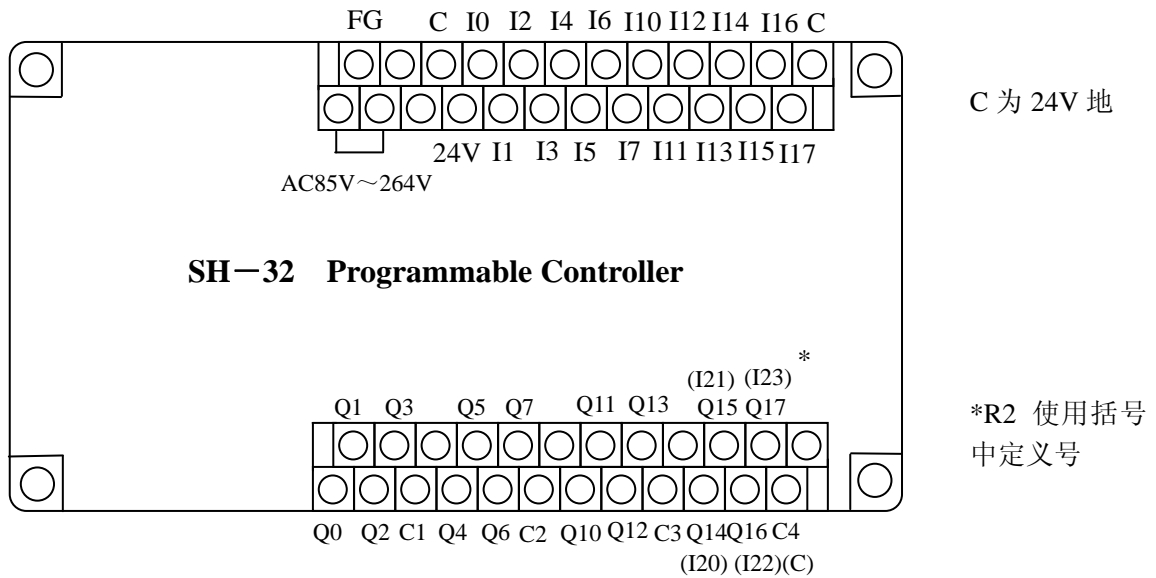 FG C I0 I2 I4 I6 I10 I12 I14 I16 C
C 为 24V 地
24V I1 I3 I5 I7 I11 I13 I15 I17
AC85V～264V
SH－32 Programmable Controller
*
(I21) (I23)
Q1 Q3 Q5 Q7 Q11 Q13 Q15 Q17
*R2 使用括号
中定义号
Q0 Q2 C1 Q4 Q6 C2 Q10 Q12 C3 Q14 Q16 C4
(I20) (I22) (C)